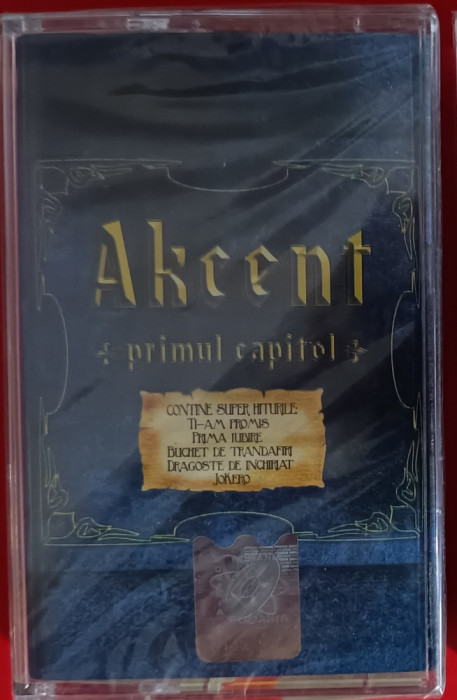 Akcent
primul capitol
CONTINE SUPER HITURILE:
TI-AM PROMIS
PRIMA IUBIRE
BUCHET DE TRANDAFIRI
DRAGOSTE DE INCHIRIAT
JOKERO